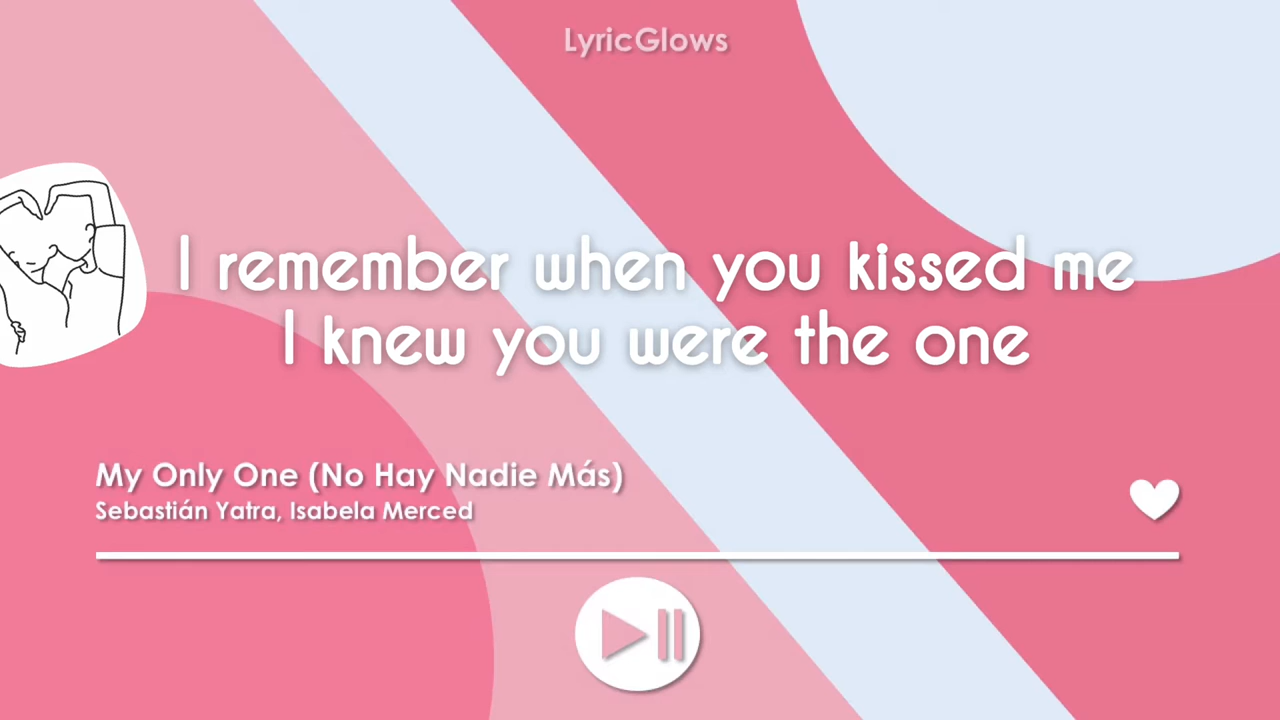 LyricGlows
I remember when you kissed me
I knew you were the one
My Only One (No Hay Nadie Más)
Sebastián Yatra, Isabela Merced